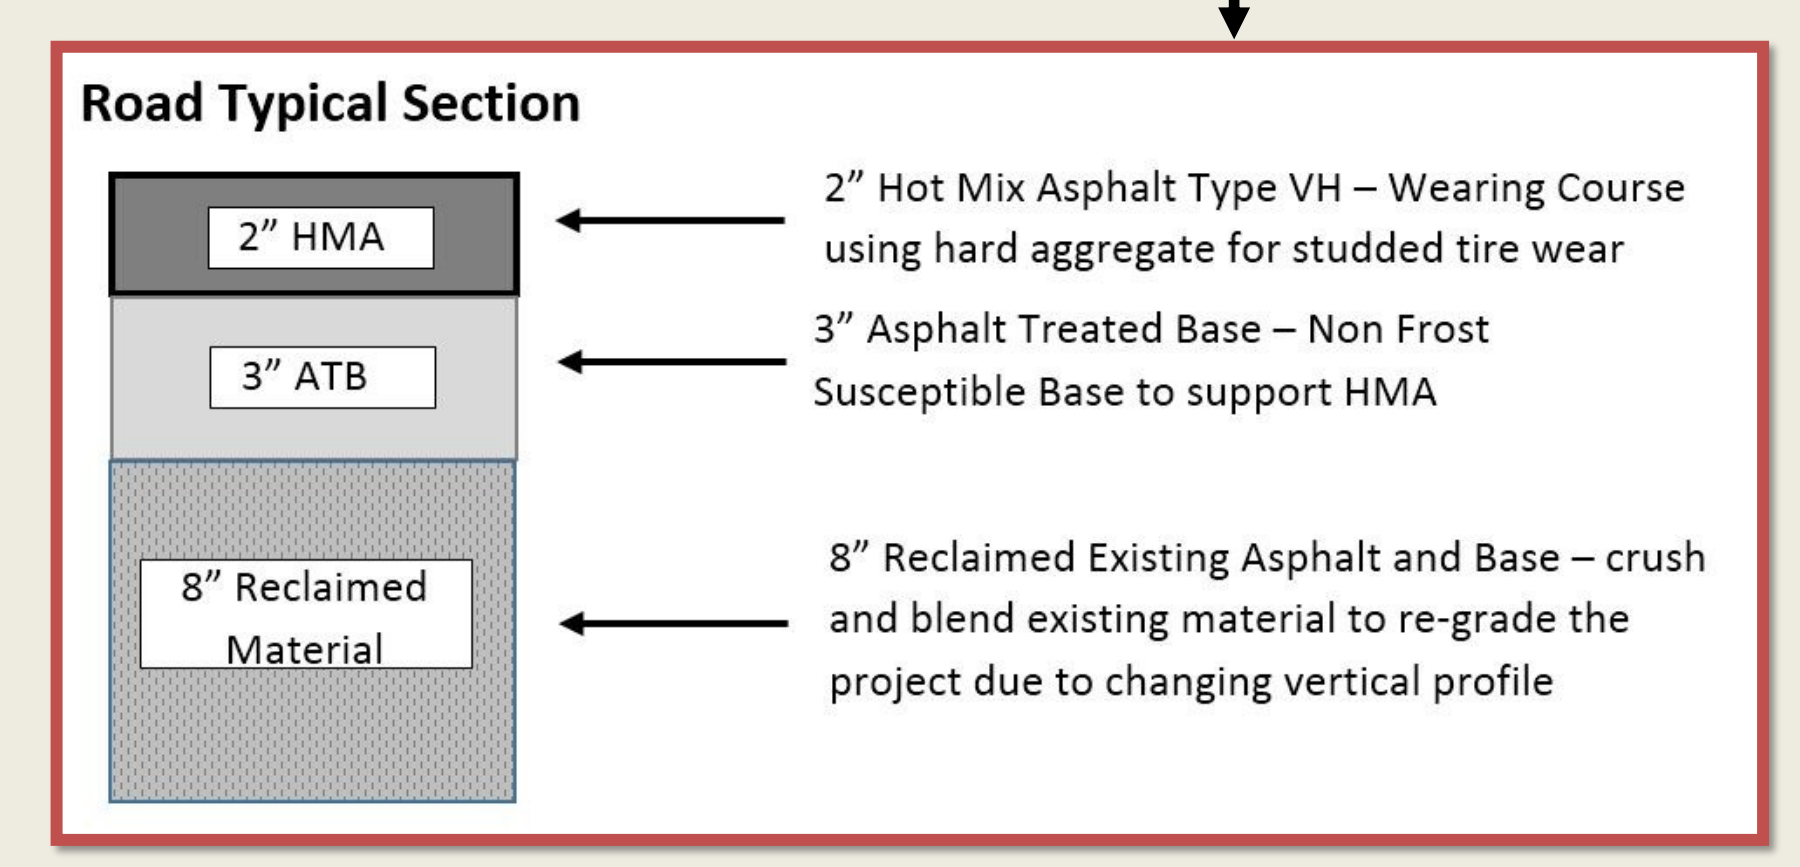 Road Typical Section
2” HMA
2” Hot Mix Asphalt Type VH – Wearing Course
using hard aggregate for studded tire wear
3” ATB
3” Asphalt Treated Base – Non Frost
Susceptible Base to support HMA
8” Reclaimed
Material
8” Reclaimed Existing Asphalt and Base – crush
and blend existing material to re-grade the
project due to changing vertical profile